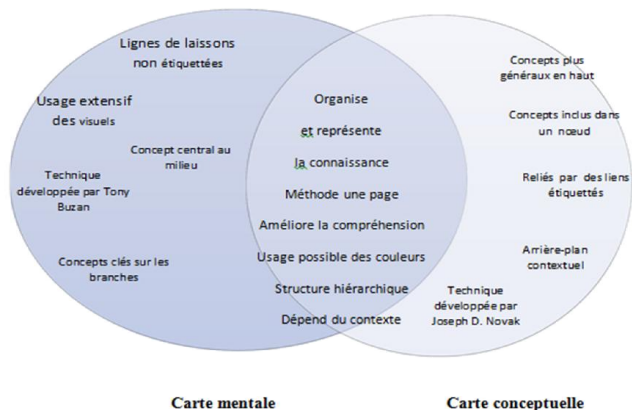 Lignes de laissons
non étiquettées
Usage extensif
des visuels
Concept central au
milieu
Technique
développée par Tony
Buzan
Concepts clés sur les
branches
Organise
et représente
la connaissance
Méthode une page
Améliore la compréhension
Usage possible des couleurs
Structure hiérarchique
Dépend du contexte
Concepts plus
généraux en haut
Concepts inclus dans
un nœud
Reliés par des liens
étiquettés
Arrière-plan
contextuel
Technique
développée par
Joseph D. Novak
Carte mentale
Carte conceptuelle